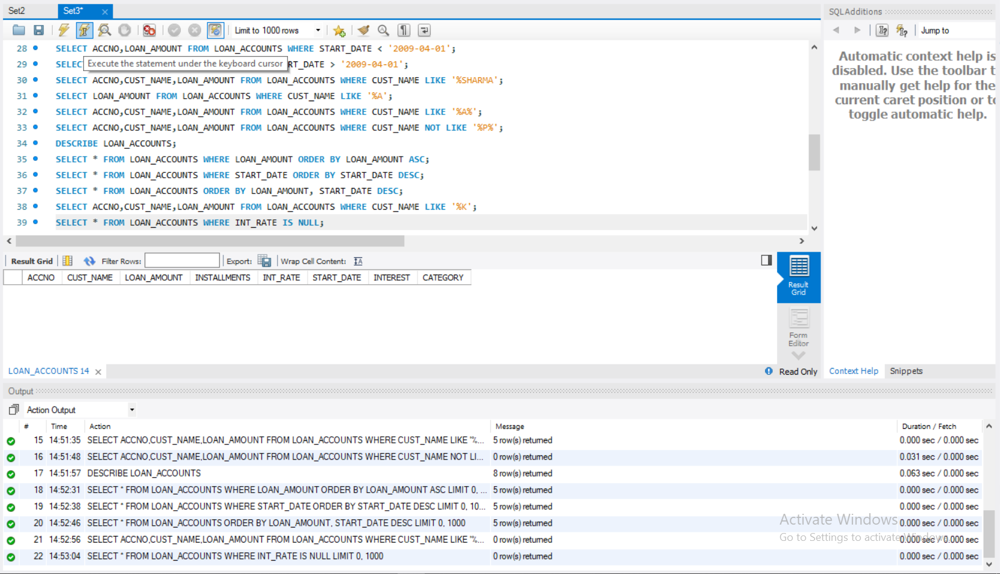 Set2
Set3*
SQLAdditions
Limit to 1000 rows
Jump to
28 SELECT ACCNO,LOAN_AMOUNT FROM LOAN_ACCOUNTS WHERE START_DATE < '2009-04-01';
29 SELEC RT_DATE > '2009-04-01';
Execute the statement under the keyboard cursor
30 SELECT ACCNO,CUST_NAME,LOAN_AMOUNT FROM LOAN_ACCOUNTS WHERE CUST_NAME LIKE '%SHARMA';
31 SELECT LOAN_AMOUNT FROM LOAN_ACCOUNTS WHERE CUST_NAME LIKE '%A';
32 SELECT ACCNO,CUST_NAME,LOAN_AMOUNT FROM LOAN_ACCOUNTS WHERE CUST_NAME LIKE '%A%';
33 SELECT ACCNO,CUST_NAME,LOAN_AMOUNT FROM LOAN_ACCOUNTS WHERE CUST_NAME NOT LIKE '%P%';
34 DESCRIBE LOAN_ACCOUNTS;
35 SELECT * FROM LOAN_ACCOUNTS WHERE LOAN_AMOUNT ORDER BY LOAN_AMOUNT ASC;
36 SELECT * FROM LOAN_ACCOUNTS WHERE START_DATE ORDER BY START_DATE DESC;
37 SELECT * FROM LOAN_ACCOUNTS ORDER BY LOAN_AMOUNT, START_DATE DESC;
38 SELECT ACCNO,CUST_NAME,LOAN_AMOUNT FROM LOAN_ACCOUNTS WHERE CUST_NAME LIKE '%K';
39 SELECT * FROM LOAN_ACCOUNTS WHERE INT_RATE IS NULL;
Automatic context help is
disabled. Use the toolbar t
manually get help for the
current caret position or to
toggle automatic help.
Result Grid Filter Rows: Export: Wrap Cell Content:
ACCNO CUST_NAME LOAN_AMOUNT INSTALLMENTS INT_RATE START_DATE INTEREST CATEGORY
Result
Grid
Form
Editor
LOAN_ACCOUNTS 14
Read Only
Context Help Snippets
Output
Action Output
# Time Action Message Duration / Fetch
15 14:51:35 SELECT ACCNO,CUST_NAME,LOAN_AMOUNT FROM LOAN_ACCOUNTS WHERE CUST_NAME LIKE '%... 5 row(s) returned 0.000 sec / 0.000 sec
16 14:51:48 SELECT ACCNO,CUST_NAME,LOAN_AMOUNT FROM LOAN_ACCOUNTS WHERE CUST_NAME NOT LI... 0 row(s) returned 0.031 sec / 0.000 sec
17 14:51:57 DESCRIBE LOAN_ACCOUNTS 8 row(s) returned 0.063 sec / 0.000 sec
18 14:52:31 SELECT * FROM LOAN_ACCOUNTS WHERE LOAN_AMOUNT ORDER BY LOAN_AMOUNT ASC LIMIT 0, ... 5 row(s) returned 0.000 sec / 0.000 sec
19 14:52:38 SELECT * FROM LOAN_ACCOUNTS WHERE START_DATE ORDER BY START_DATE DESC LIMIT 0, 10... 5 row(s) returned 0.000 sec / 0.000 sec
20 14:52:46 SELECT * FROM LOAN_ACCOUNTS ORDER BY LOAN_AMOUNT, START_DATE DESC LIMIT 0, 1000 5 row(s) returned 0.000 sec / 0.000 sec
21 14:52:56 SELECT ACCNO,CUST_NAME,LOAN_AMOUNT FROM LOAN_ACCOUNTS WHERE CUST_NAME LIKE '%... 0 row(s) returned 0.000 sec / 0.000 sec
22 14:53:04 SELECT * FROM LOAN_ACCOUNTS WHERE INT_RATE IS NULL LIMIT 0, 1000 0 row(s) returned 0.000 sec / 0.000 sec
Activate Windows
Go to Settings to activate Windows.